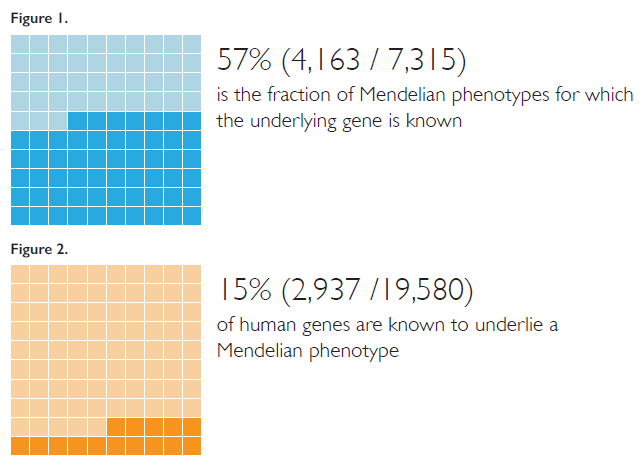 Figure 1.
57% (4,163 / 7,315)
is the fraction of Mendelian phenotypes for which
the underlying gene is known
Figure 2.
15% (2,937 /19,580)
of human genes are known to underlie a
Mendelian phenotype